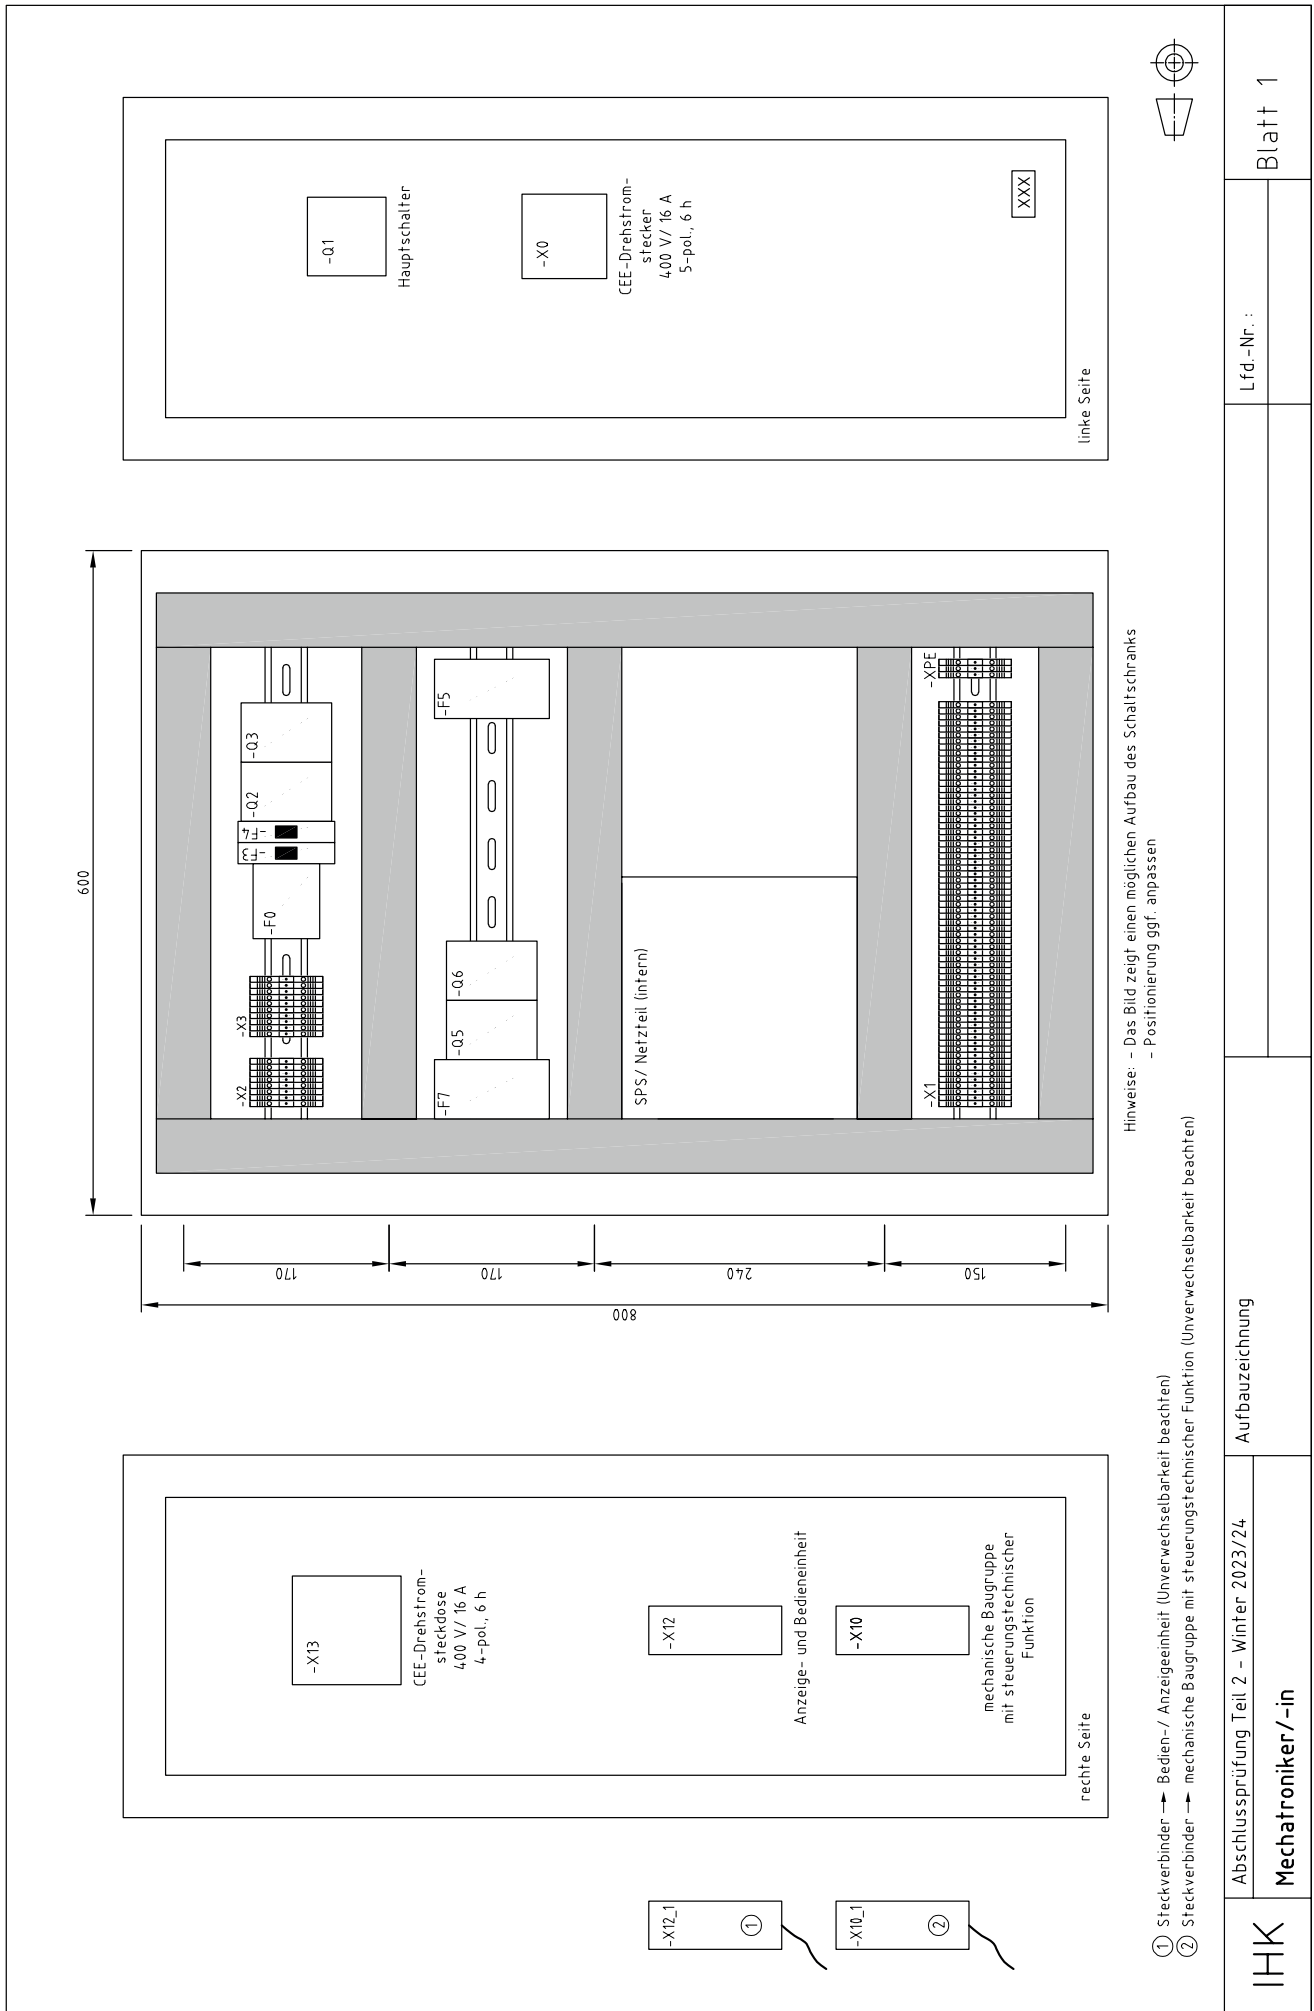 -X12_1
1
-X10_1
2
-X13
CEE-Drehstrom-
steckdose
400 V/ 16 A
4-pol., 6 h
-X12
Anzeige- und Bedieneinheit
-X10
mechanische Baugruppe
mit steuerungstechnischer
Funktion
rechte Seite
600
800
170
170
240
150
-X2
-X3
-F0
-F3
-F4
-Q2
-Q3
-F7
-Q5
-Q6
-F5
SPS/ Netzteil (intern)
-X1
-XPE
-Q1
Hauptschalter
-X0
CEE-Drehstrom-
stecker
400 V/ 16 A
5-pol., 6 h
XXX
linke Seite
Hinweise: - Das Bild zeigt einen möglichen Aufbau des Schaltschranks
- Positionierung ggf. anpassen
1 Steckverbinder → Bedien-/ Anzeigeeinheit (Unverwechselbarkeit beachten)
2 Steckverbinder → mechanische Baugruppe mit steuerungstechnischer Funktion (Unverwechselbarkeit beachten)
IHK
Abschlussprüfung Teil 2 - Winter 2023/24
Mechatroniker/-in
Aufbauzeichnung
Lfd.-Nr. :
Blatt 1